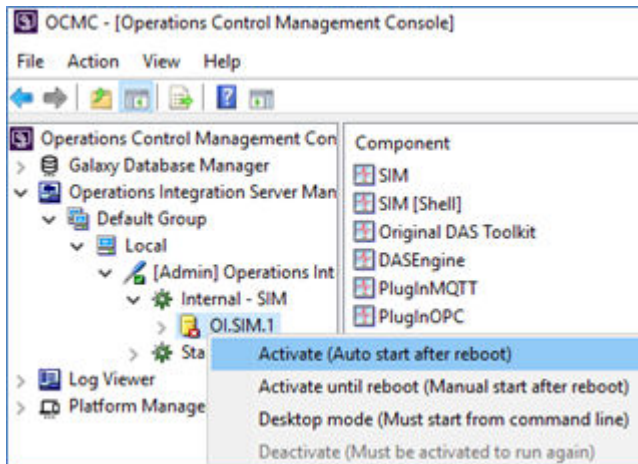 OCMC - [Operations Control Management Console]
File Action View Help
Operations Control Management Con
Galaxy Database Manager
Operations Integration Server Man
Default Group
Local
[Admin] Operations Int
Internal - SIM
OI.SIM.1
Sta
Log Viewer
Platform Manage
Component
SIM
SIM [Shell]
Original DAS Toolkit
DASEngine
PlugInMQTT
PlugInOPC
Activate (Auto start after reboot)
Activate until reboot (Manual start after reboot)
Desktop mode (Must start from command line)
Deactivate (Must be activated to run again)